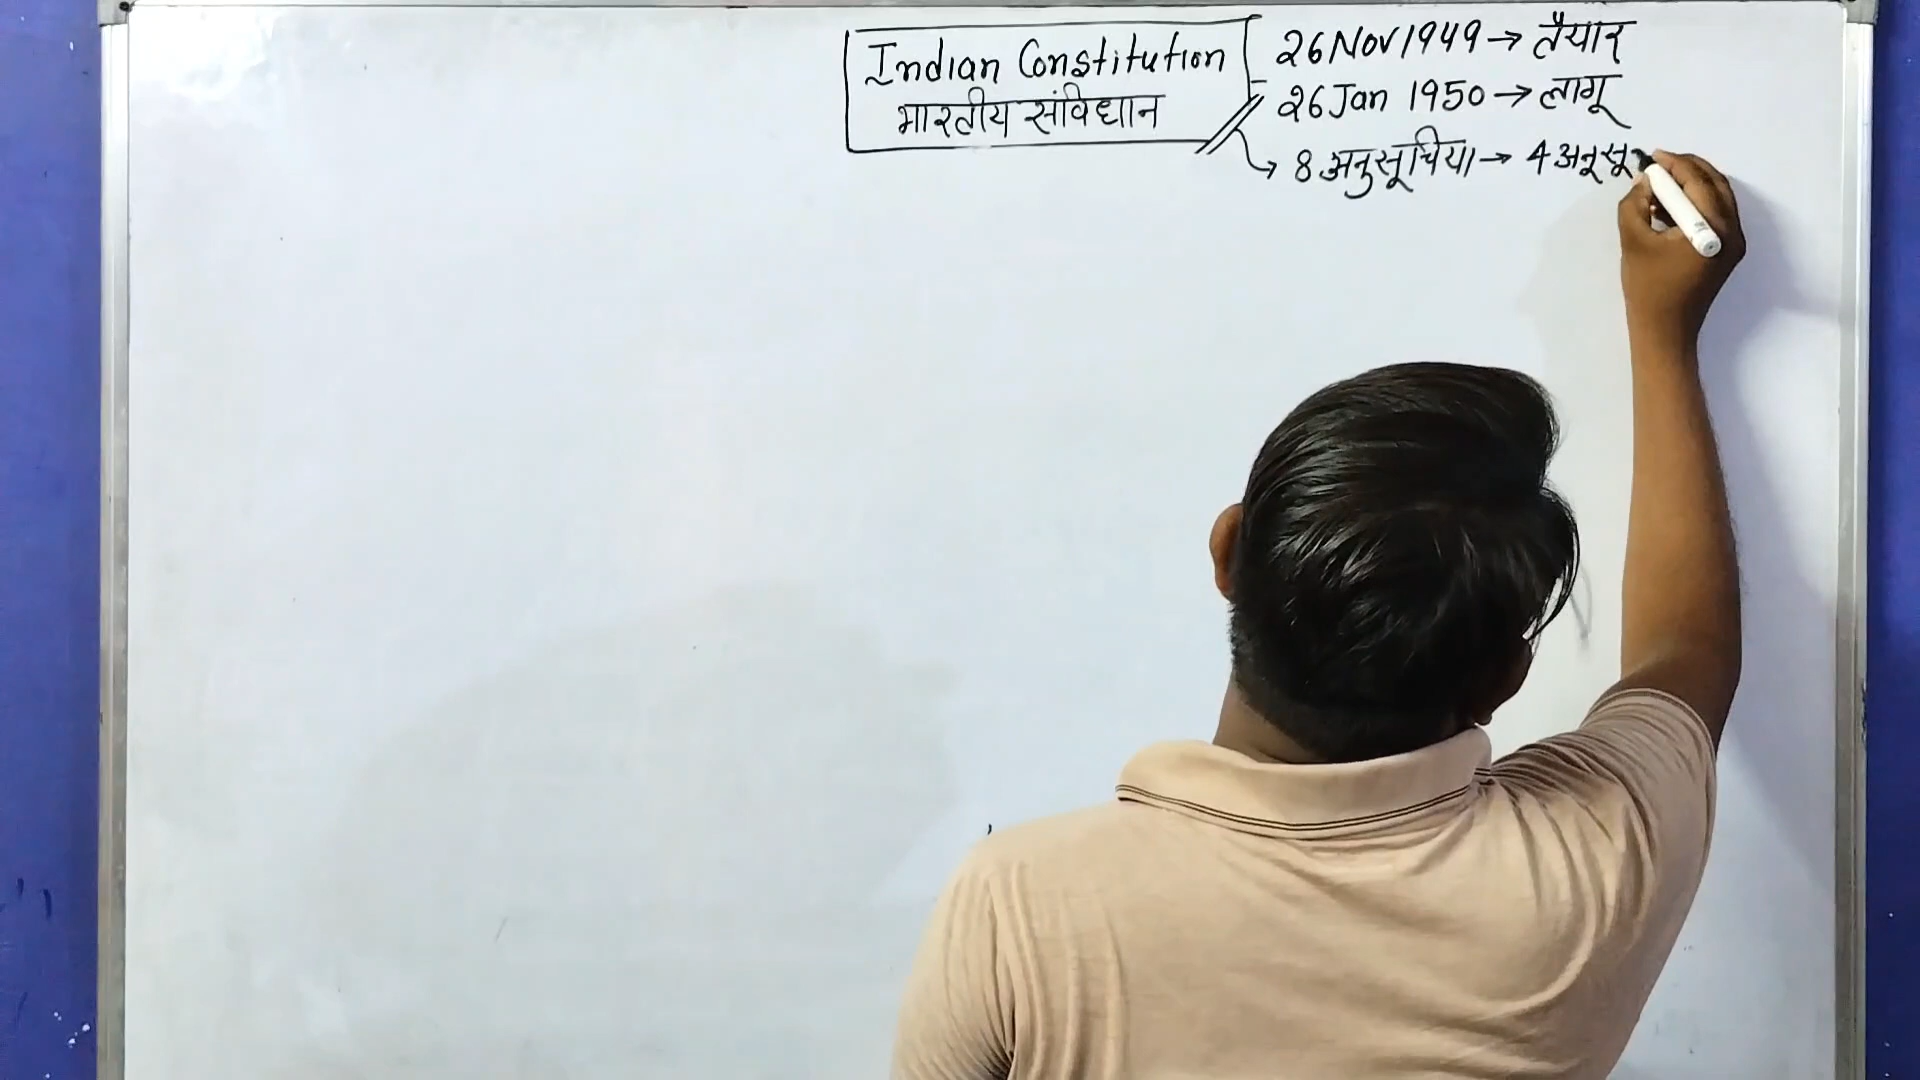 Indian Constitution
भारतीय संविधान
26 Nov 1949 → तैयार
26 Jan 1950 → लागू
→ 8 अनुसूचिया → 4 अनूसू